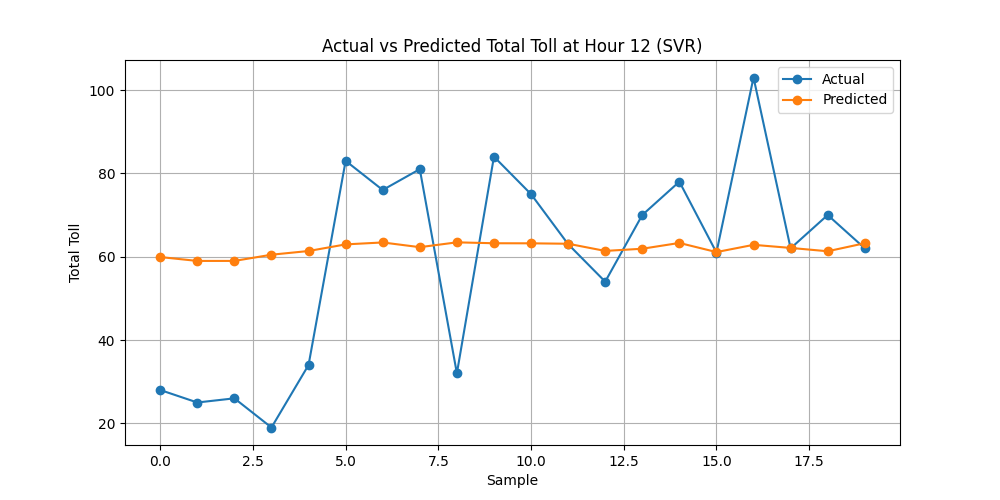 Actual vs Predicted Total Toll at Hour 12 (SVR)
Actual
Predicted
100
80
60
40
20
Total Toll
0.0 2.5 5.0 7.5 10.0 12.5 15.0 17.5
Sample